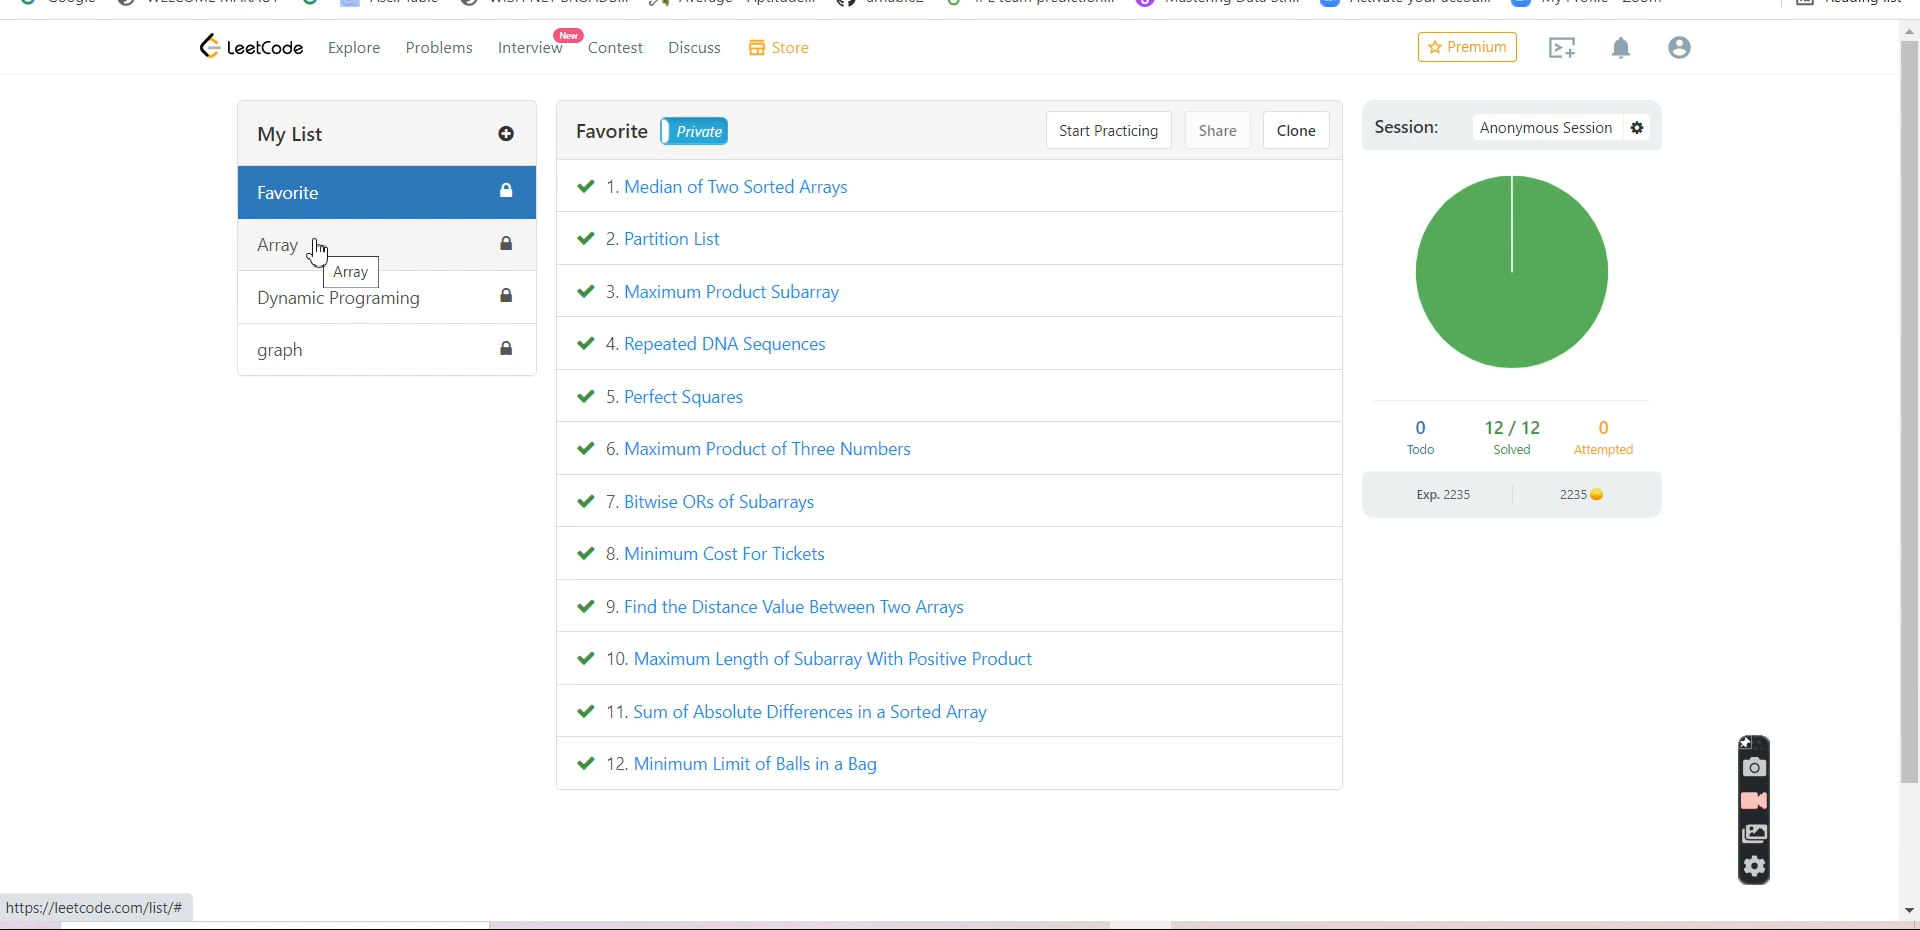 LeetCode Explore Problems Interview New Contest Discuss Store Premium
My List
Favorite
Array
Array
Dynamic Programing
graph
Favorite Private Start Practicing Share Clone
1. Median of Two Sorted Arrays
2. Partition List
3. Maximum Product Subarray
4. Repeated DNA Sequences
5. Perfect Squares
6. Maximum Product of Three Numbers
7. Bitwise ORs of Subarrays
8. Minimum Cost For Tickets
9. Find the Distance Value Between Two Arrays
10. Maximum Length of Subarray With Positive Product
11. Sum of Absolute Differences in a Sorted Array
12. Minimum Limit of Balls in a Bag
Session: Anonymous Session
0 12 / 12 0
Todo Solved Attempted
Exp. 2235 2235
https://leetcode.com/list/#